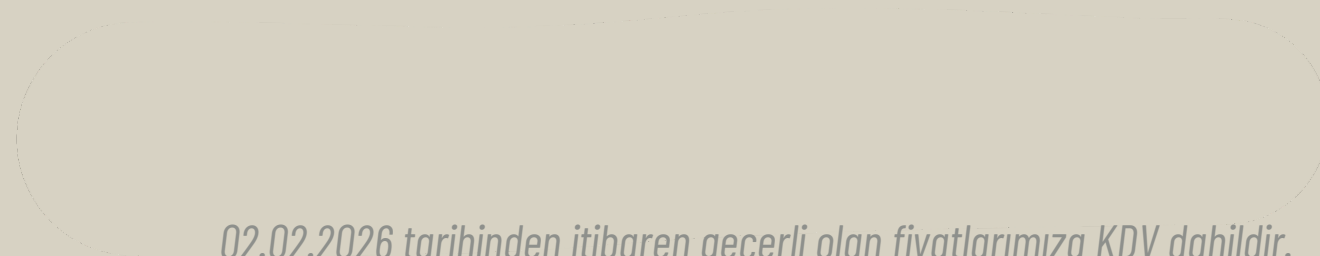 02.02.2026 tarihinden itibaren geçerli olan fiyatlarımıza KDV dahildir.